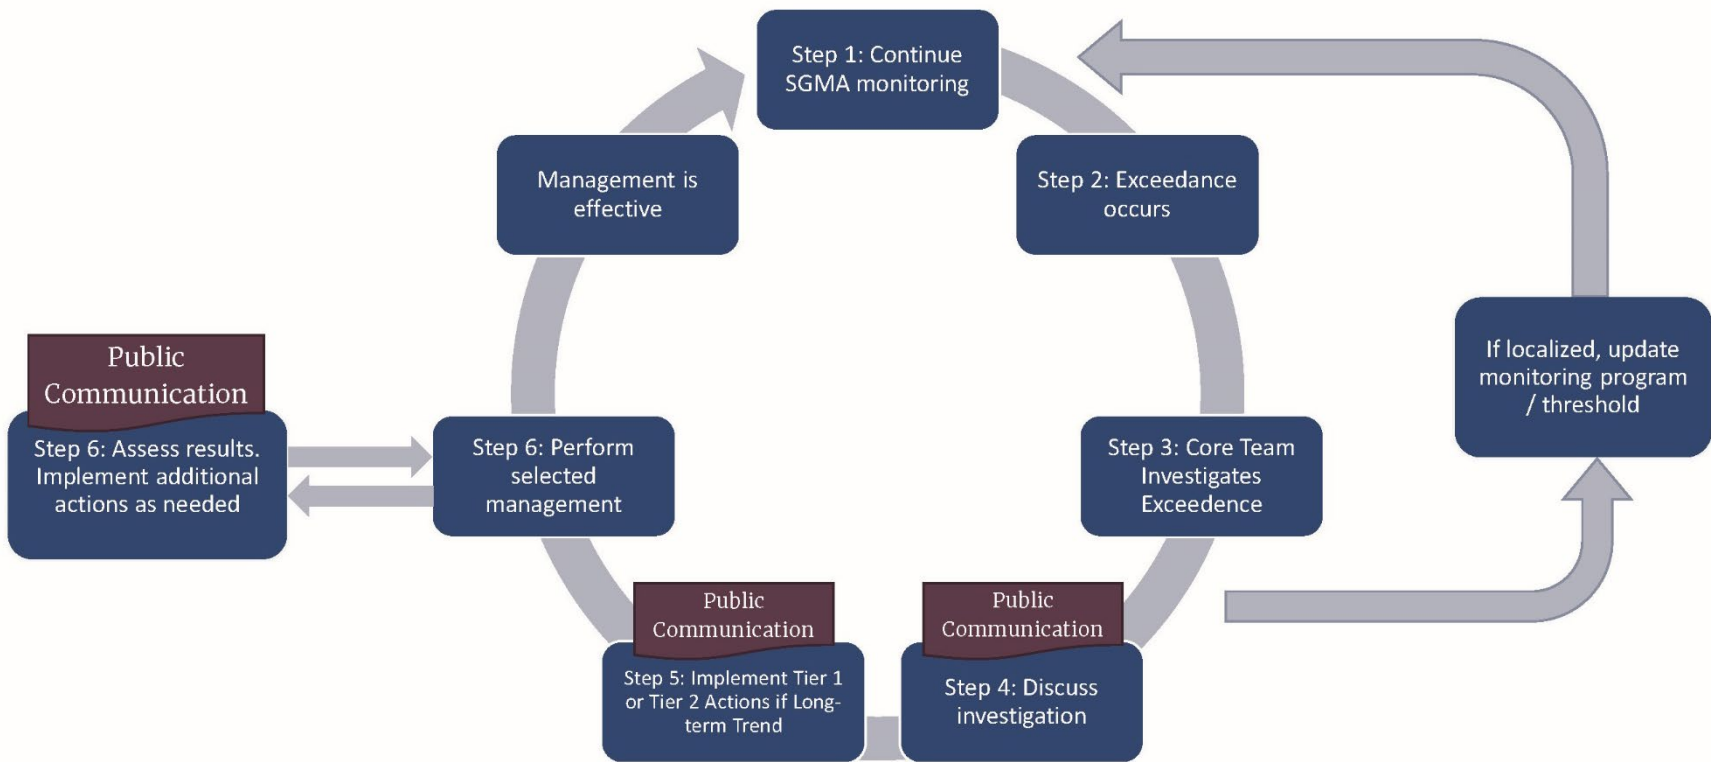 Step 1: Continue
SGMA monitoring
Step 2: Exceedance
occurs
Step 3: Core Team
Investigates
Exceedence
Public
Communication
Step 4: Discuss
investigation
Public
Communication
Step 5: Implement Tier 1
or Tier 2 Actions if Long-
term Trend
Step 6: Perform
selected
management
Public
Communication
Step 6: Assess results.
Implement additional
actions as needed
Management is
effective
If localized, update
monitoring program
/ threshold